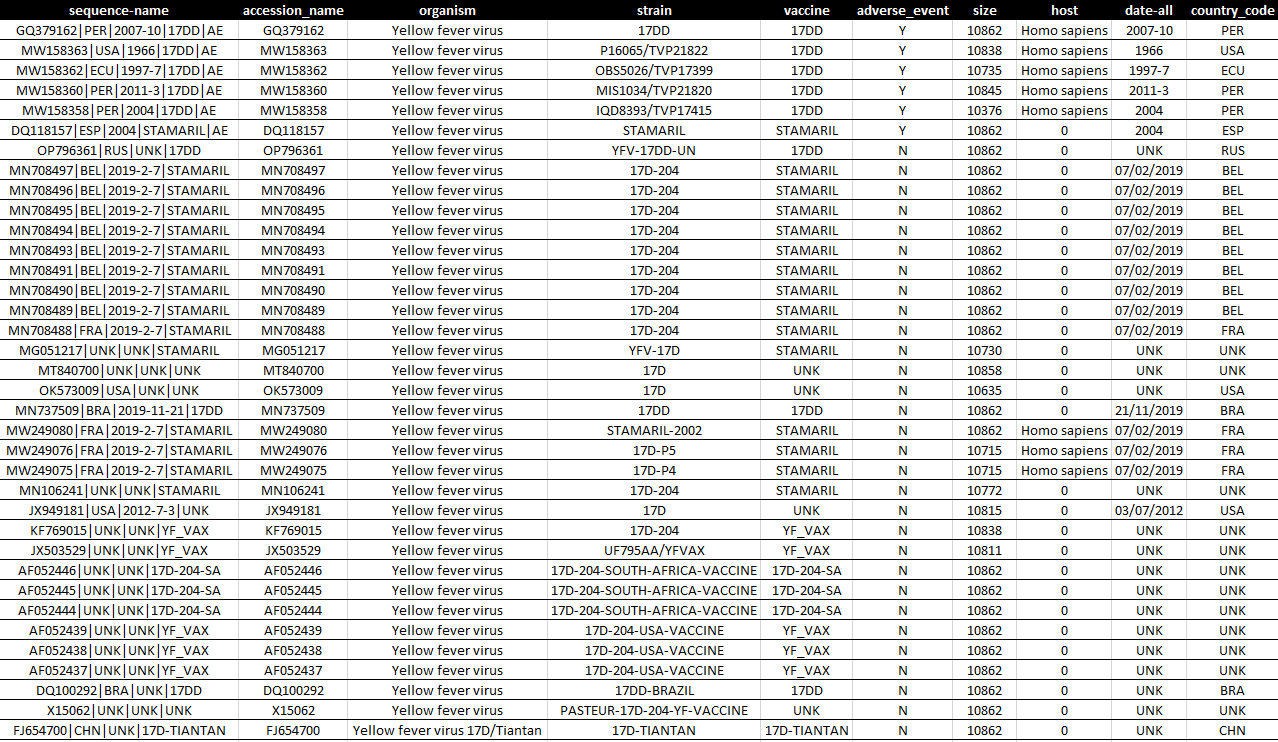 sequence-name accession_name organism strain vaccine adverse_event size host date-all country_code
GQ379162|PER|2007-10|17DD|AE GQ379162 Yellow fever virus 17DD 17DD Y 10862 Homo sapiens 2007-10 PER
MW158363|USA|1966|17DD|AE MW158363 Yellow fever virus P16065/TVP21822 17DD Y 10838 Homo sapiens 1966 USA
MW158362|ECU|1997-7|17DD|AE MW158362 Yellow fever virus OBS5026/TVP17399 17DD Y 10735 Homo sapiens 1997-7 ECU
MW158360|PER|2011-3|17DD|AE MW158360 Yellow fever virus MIS1034/TVP21820 17DD Y 10845 Homo sapiens 2011-3 PER
MW158358|PER|2004|17DD|AE MW158358 Yellow fever virus IQD8393/TVP17415 17DD Y 10376 Homo sapiens 2004 PER
DQ118157|ESP|2004|STAMARIL|AE DQ118157 Yellow fever virus STAMARIL STAMARIL Y 10862 0 2004 ESP
OP796361|RUS|UNK|17DD OP796361 Yellow fever virus YFV-17DD-UN 17DD N 10862 0 UNK RUS
MN708497|BEL|2019-2-7|STAMARIL MN708497 Yellow fever virus 17D-204 STAMARIL N 10862 0 07/02/2019 BEL
MN708496|BEL|2019-2-7|STAMARIL MN708496 Yellow fever virus 17D-204 STAMARIL N 10862 0 07/02/2019 BEL
MN708495|BEL|2019-2-7|STAMARIL MN708495 Yellow fever virus 17D-204 STAMARIL N 10862 0 07/02/2019 BEL
MN708494|BEL|2019-2-7|STAMARIL MN708494 Yellow fever virus 17D-204 STAMARIL N 10862 0 07/02/2019 BEL
MN708493|BEL|2019-2-7|STAMARIL MN708493 Yellow fever virus 17D-204 STAMARIL N 10862 0 07/02/2019 BEL
MN708491|BEL|2019-2-7|STAMARIL MN708491 Yellow fever virus 17D-204 STAMARIL N 10862 0 07/02/2019 BEL
MN708490|BEL|2019-2-7|STAMARIL MN708490 Yellow fever virus 17D-204 STAMARIL N 10862 0 07/02/2019 BEL
MN708489|BEL|2019-2-7|STAMARIL MN708489 Yellow fever virus 17D-204 STAMARIL N 10862 0 07/02/2019 BEL
MN708488|FRA|2019-2-7|STAMARIL MN708488 Yellow fever virus 17D-204 STAMARIL N 10862 0 07/02/2019 FRA
MG051217|UNK|UNK|STAMARIL MG051217 Yellow fever virus YFV-17D STAMARIL N 10730 0 UNK UNK
MT840700|UNK|UNK|UNK MT840700 Yellow fever virus 17D UNK N 10858 0 UNK UNK
OK573009|USA|UNK|UNK OK573009 Yellow fever virus 17D UNK N 10635 0 UNK USA
MN737509|BRA|2019-11-21|17DD MN737509 Yellow fever virus 17DD 17DD N 10862 0 21/11/2019 BRA
MW249080|FRA|2019-2-7|STAMARIL MW249080 Yellow fever virus STAMARIL-2002 STAMARIL N 10862 Homo sapiens 07/02/2019 FRA
MW249076|FRA|2019-2-7|STAMARIL MW249076 Yellow fever virus 17D-P5 STAMARIL N 10715 Homo sapiens 07/02/2019 FRA
MW249075|FRA|2019-2-7|STAMARIL MW249075 Yellow fever virus 17D-P4 STAMARIL N 10715 Homo sapiens 07/02/2019 FRA
MN106241|UNK|UNK|STAMARIL MN106241 Yellow fever virus 17D-204 STAMARIL N 10772 0 UNK UNK
JX949181|USA|2012-7-3|UNK JX949181 Yellow fever virus 17D UNK N 10815 0 03/07/2012 USA
KF769015|UNK|UNK|YF_VAX KF769015 Yellow fever virus 17D-204 YF_VAX N 10838 0 UNK UNK
JX503529|UNK|UNK|YF_VAX JX503529 Yellow fever virus UF795AA/YFVAX YF_VAX N 10811 0 UNK UNK
AF052446|UNK|UNK|17D-204-SA AF052446 Yellow fever virus 17D-204-SOUTH-AFRICA-VACCINE 17D-204-SA N 10862 0 UNK UNK
AF052445|UNK|UNK|17D-204-SA AF052445 Yellow fever virus 17D-204-SOUTH-AFRICA-VACCINE 17D-204-SA N 10862 0 UNK UNK
AF052444|UNK|UNK|17D-204-SA AF052444 Yellow fever virus 17D-204-SOUTH-AFRICA-VACCINE 17D-204-SA N 10862 0 UNK UNK
AF052439|UNK|UNK|YF_VAX AF052439 Yellow fever virus 17D-204-USA-VACCINE YF_VAX N 10862 0 UNK UNK
AF052438|UNK|UNK|YF_VAX AF052438 Yellow fever virus 17D-204-USA-VACCINE YF_VAX N 10862 0 UNK UNK
AF052437|UNK|UNK|YF_VAX AF052437 Yellow fever virus 17D-204-USA-VACCINE YF_VAX N 10862 0 UNK UNK
DQ100292|BRA|UNK|17DD DQ100292 Yellow fever virus 17DD-BRAZIL 17DD N 10862 0 UNK BRA
X15062|UNK|UNK|UNK X15062 Yellow fever virus PASTEUR-17D-204-YF-VACCINE UNK N 10862 0 UNK UNK
FJ654700|CHN|UNK|17D-TIANTAN FJ654700 Yellow fever virus 17D/Tiantan 17D-TIANTAN 17D-TIANTAN N 10862 0 UNK CHN